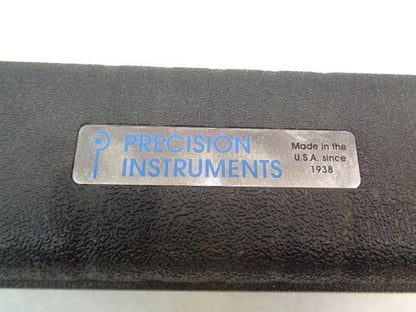 PRECISION
INSTRUMENTS
Made in the
U.S.A. since
1938